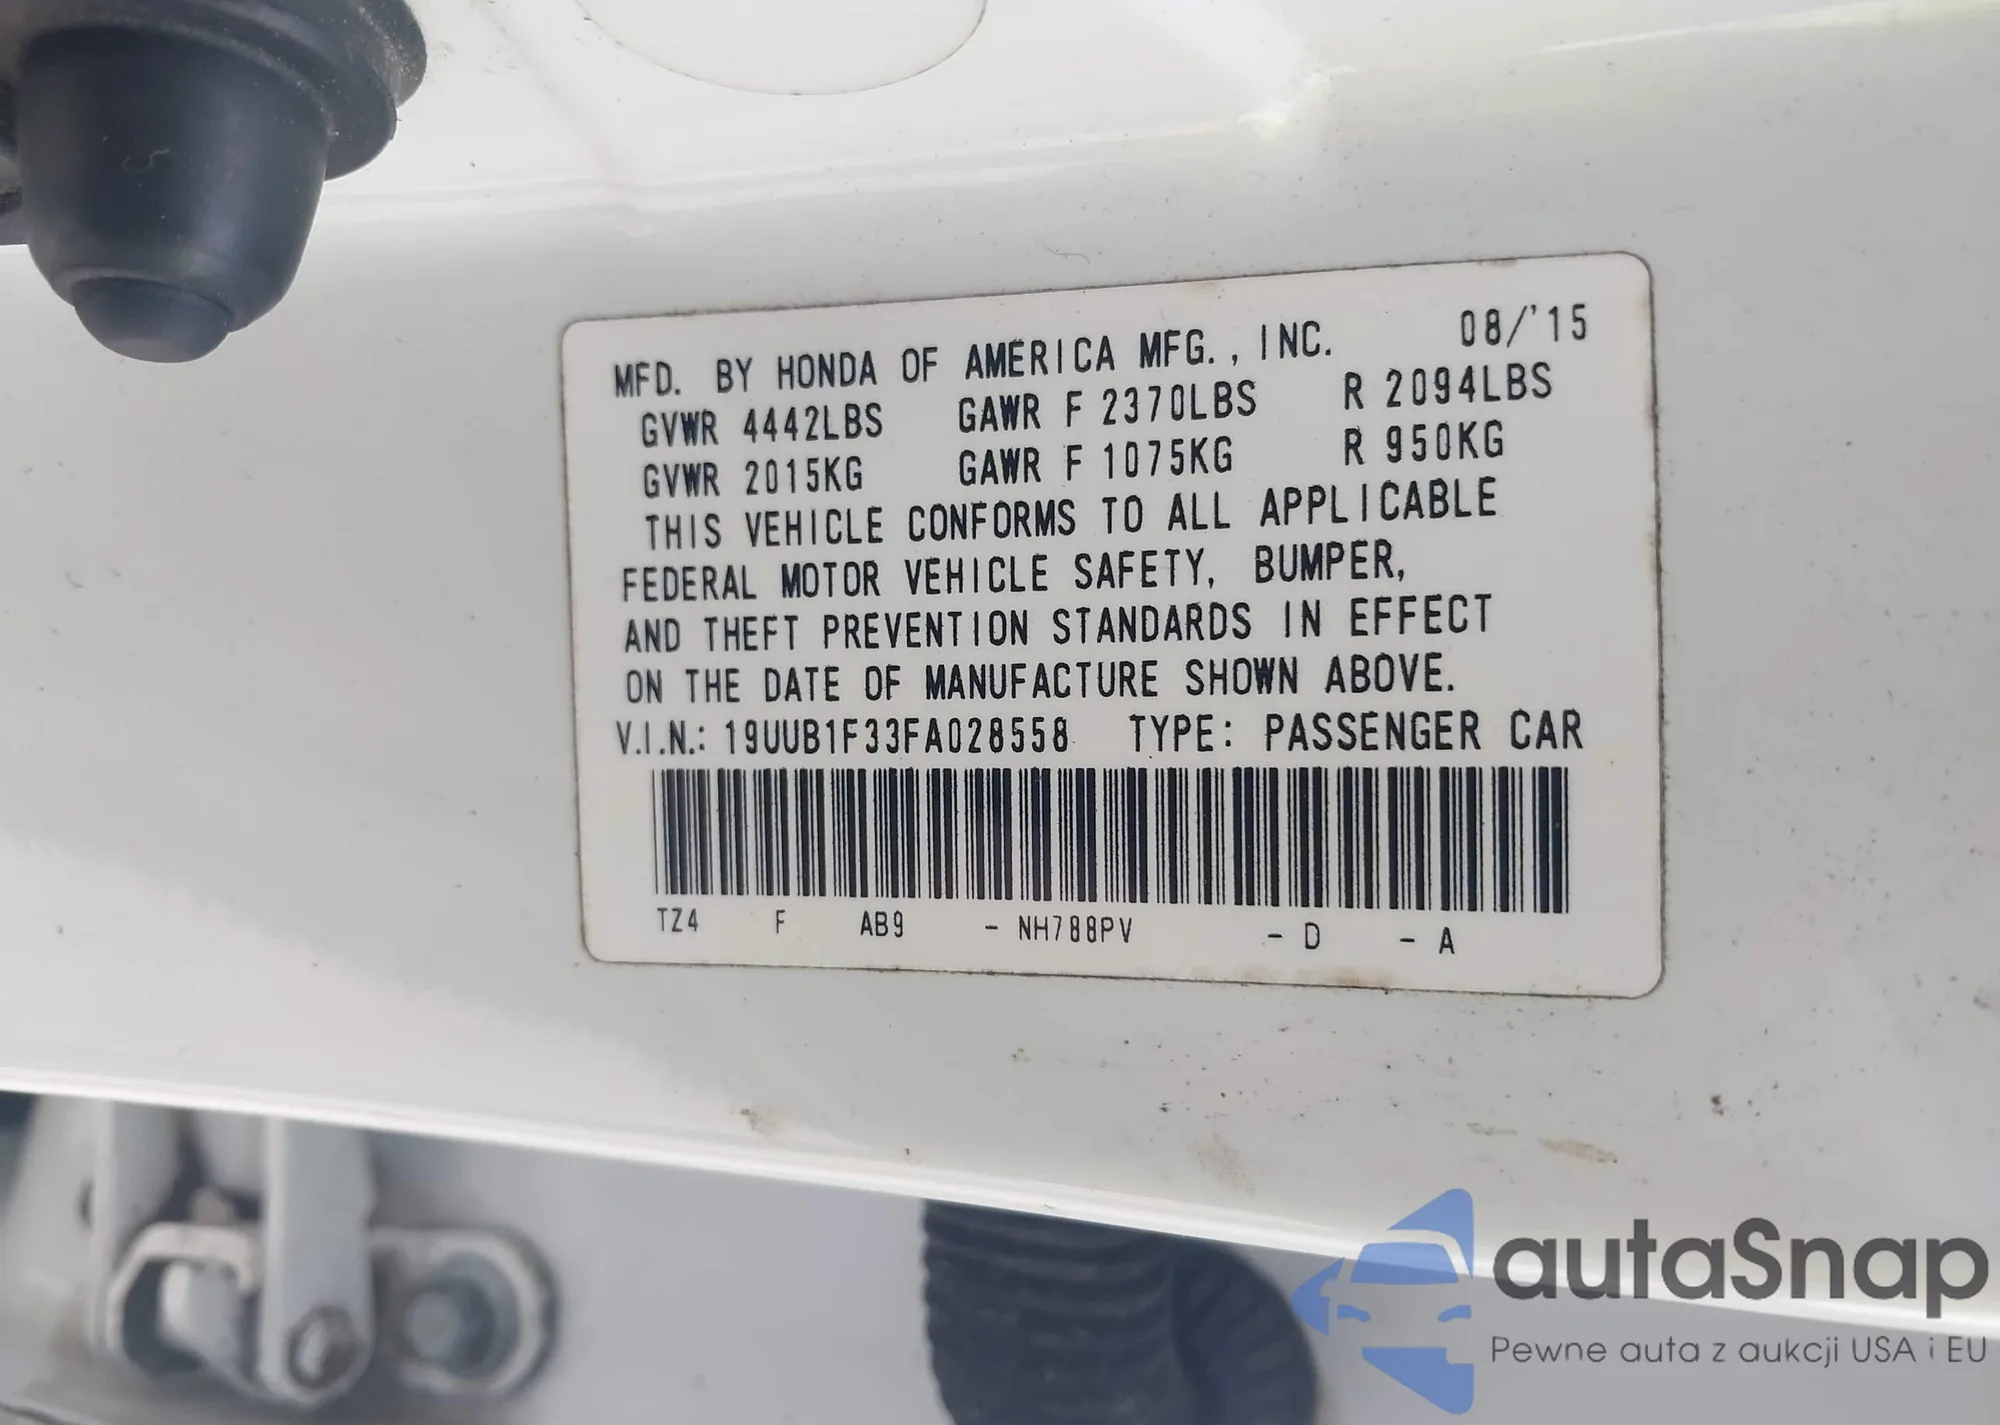 MFD. BY HONDA OF AMERICA MFG., INC. 08/'15
GVWR 4442LBS GAWR F 2370LBS R 2094LBS
GVWR 2015KG GAWR F 1075KG R 950KG
THIS VEHICLE CONFORMS TO ALL APPLICABLE
FEDERAL MOTOR VEHICLE SAFETY, BUMPER,
AND THEFT PREVENTION STANDARDS IN EFFECT
ON THE DATE OF MANUFACTURE SHOWN ABOVE.
V.I.N.: 19UUB1F33FA028558 TYPE: PASSENGER CAR
TZ4 F AB9 - NH788PV - D - A
autaSnap
Pewne auta z aukcji USA i EU